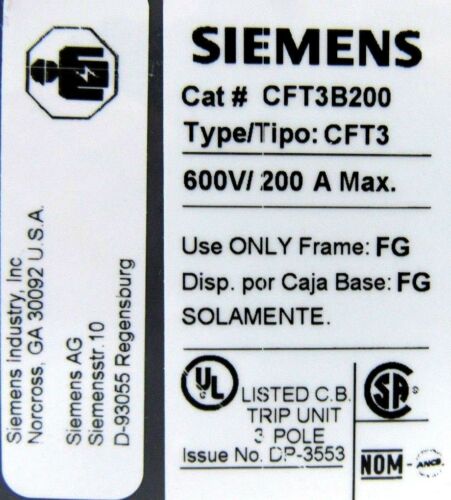 SIEMENS
Cat # CFT3B200
Type/Tipo: CFT3
600V/ 200 A Max.
Use ONLY Frame: FG
Disp. por Caja Base: FG
SOLAMENTE.
UL
LISTED C.B.
TRIP UNIT
3 POLE
Issue No. DP-3553
SA
NOM - ANCE
Siemens Industry, Inc
Norcross, GA 30092 U.S.A.
Siemens AG
Siemensstr.10
D-93055 Regensburg